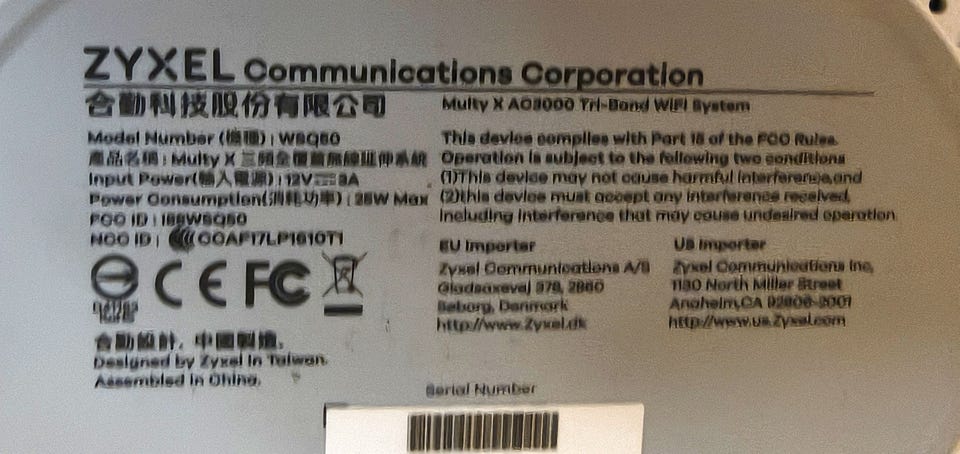 ZYXEL Communications Corporation
合勤科技股份有限公司
Model Number (機種) : WSQ50
產品名稱 : Multy X 三頻全覆蓋無線延伸系統
Input Power(輸入電源) : 12V⎓3A
Power Consumption(消耗功率) : 25W Max
FCC ID : I88WSQ50
NCC ID : CCAF17LP1610T1
CE FC
合勤設計, 中國製造.
Designed by Zyxel in Taiwan.
Assembled in China.
Multy X AC3000 Tri-Band WiFi System
This device complies with Part 15 of the FCC Rules.
Operation is subject to the following two conditions
(1)This device may not cause harmful interference,and
(2)this device must accept any interference received,
including interference that may cause undesired operation.
EU Importer
Zyxel Communications A/S
Gladsaxevej 378, 2860
Søborg, Denmark
http://www.Zyxel.dk
US Importer
Zyxel Communications Inc.
1130 North Miller Street
Anaheim,CA 92806-2001
http://www.us.Zyxel.com
Serial Number